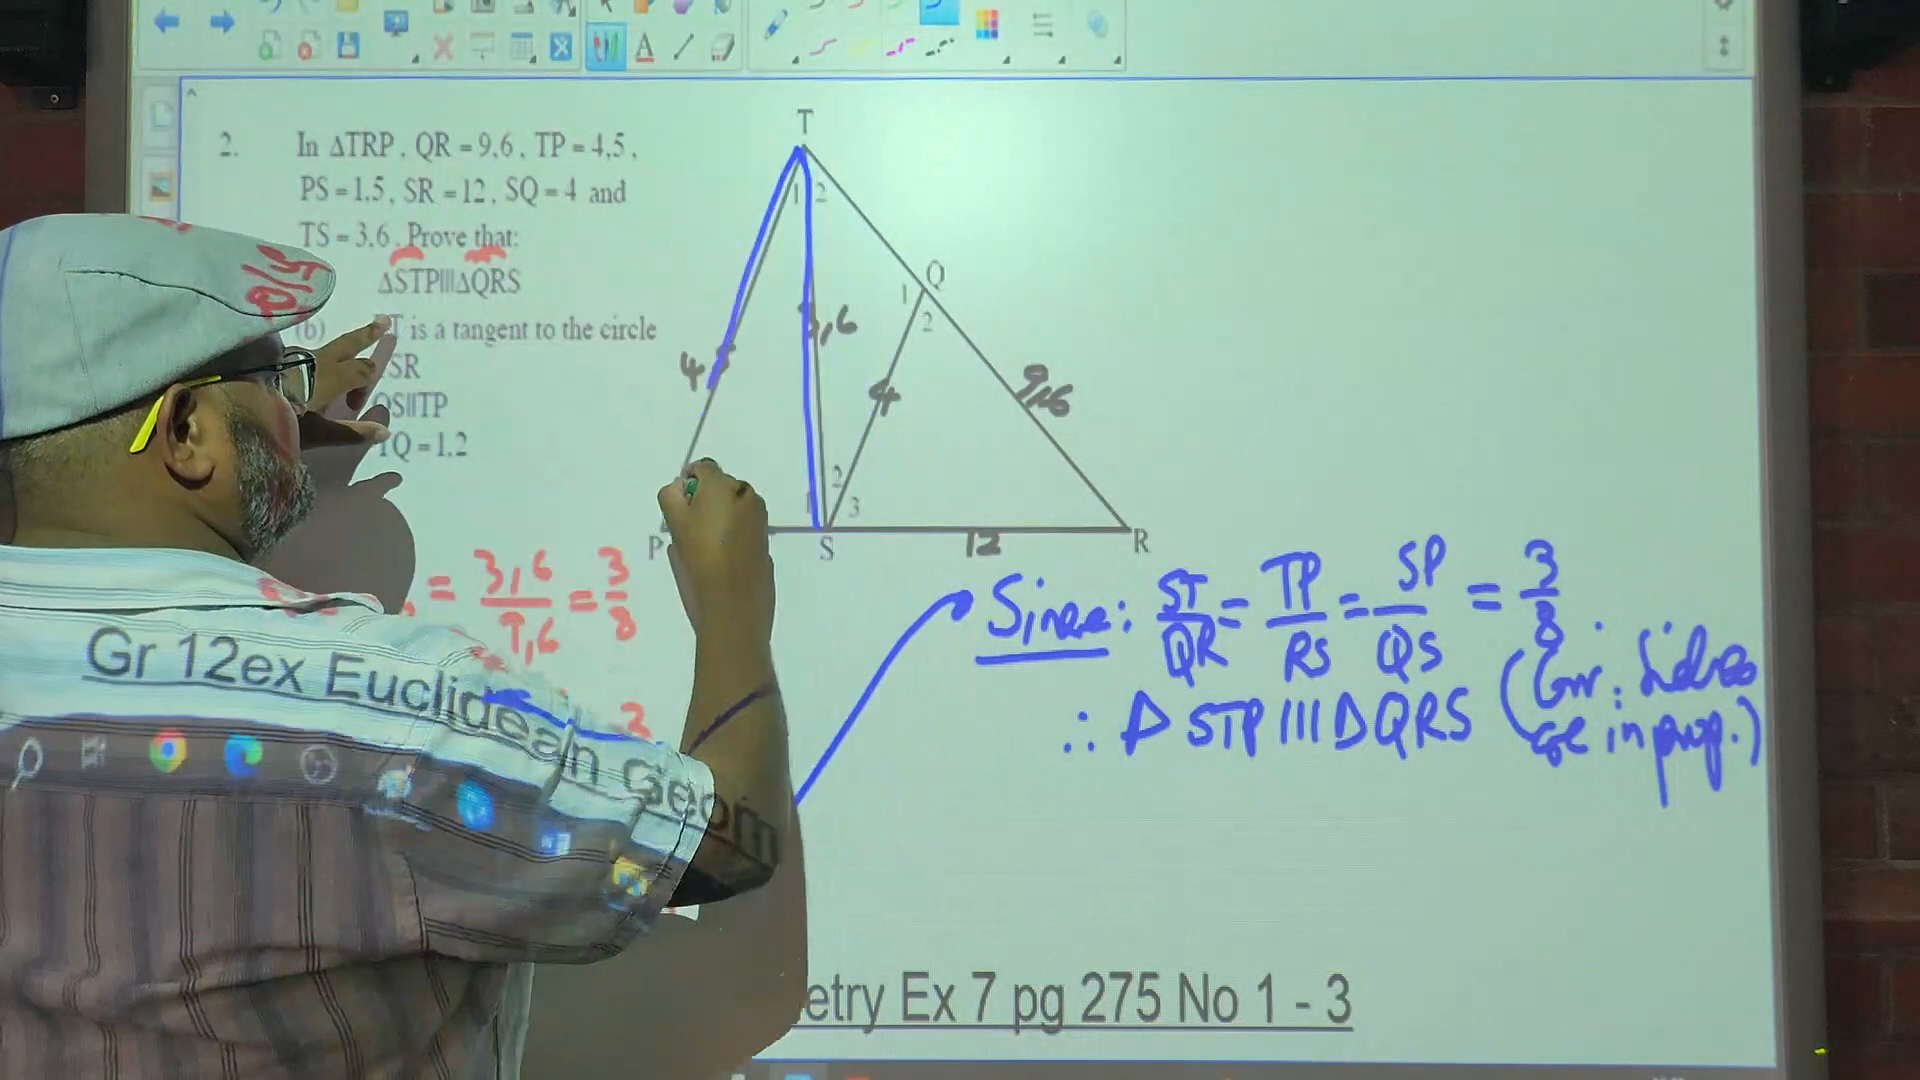 2. In ΔTRP, QR = 9,6, TP = 4,5,
PS = 1,5, SR = 12, SQ = 4 and
TS = 3,6. Prove that:
ΔSTP|||ΔQRS
(b) T is a tangent to the circle
SR
QS||TP
TQ = 1,2
T
1 2
Q
1
2
4
3,6
4
9,6
2
1 3
P S 12 R
= 3,6/9,6 = 3/8
Since: ST/QR = TP/RS = SP/QS = 3/8
∴ Δ STP ||| Δ QRS (
in prop.)
Gr 12ex Euclidean Geom
etry Ex 7 pg 275 No 1 - 3